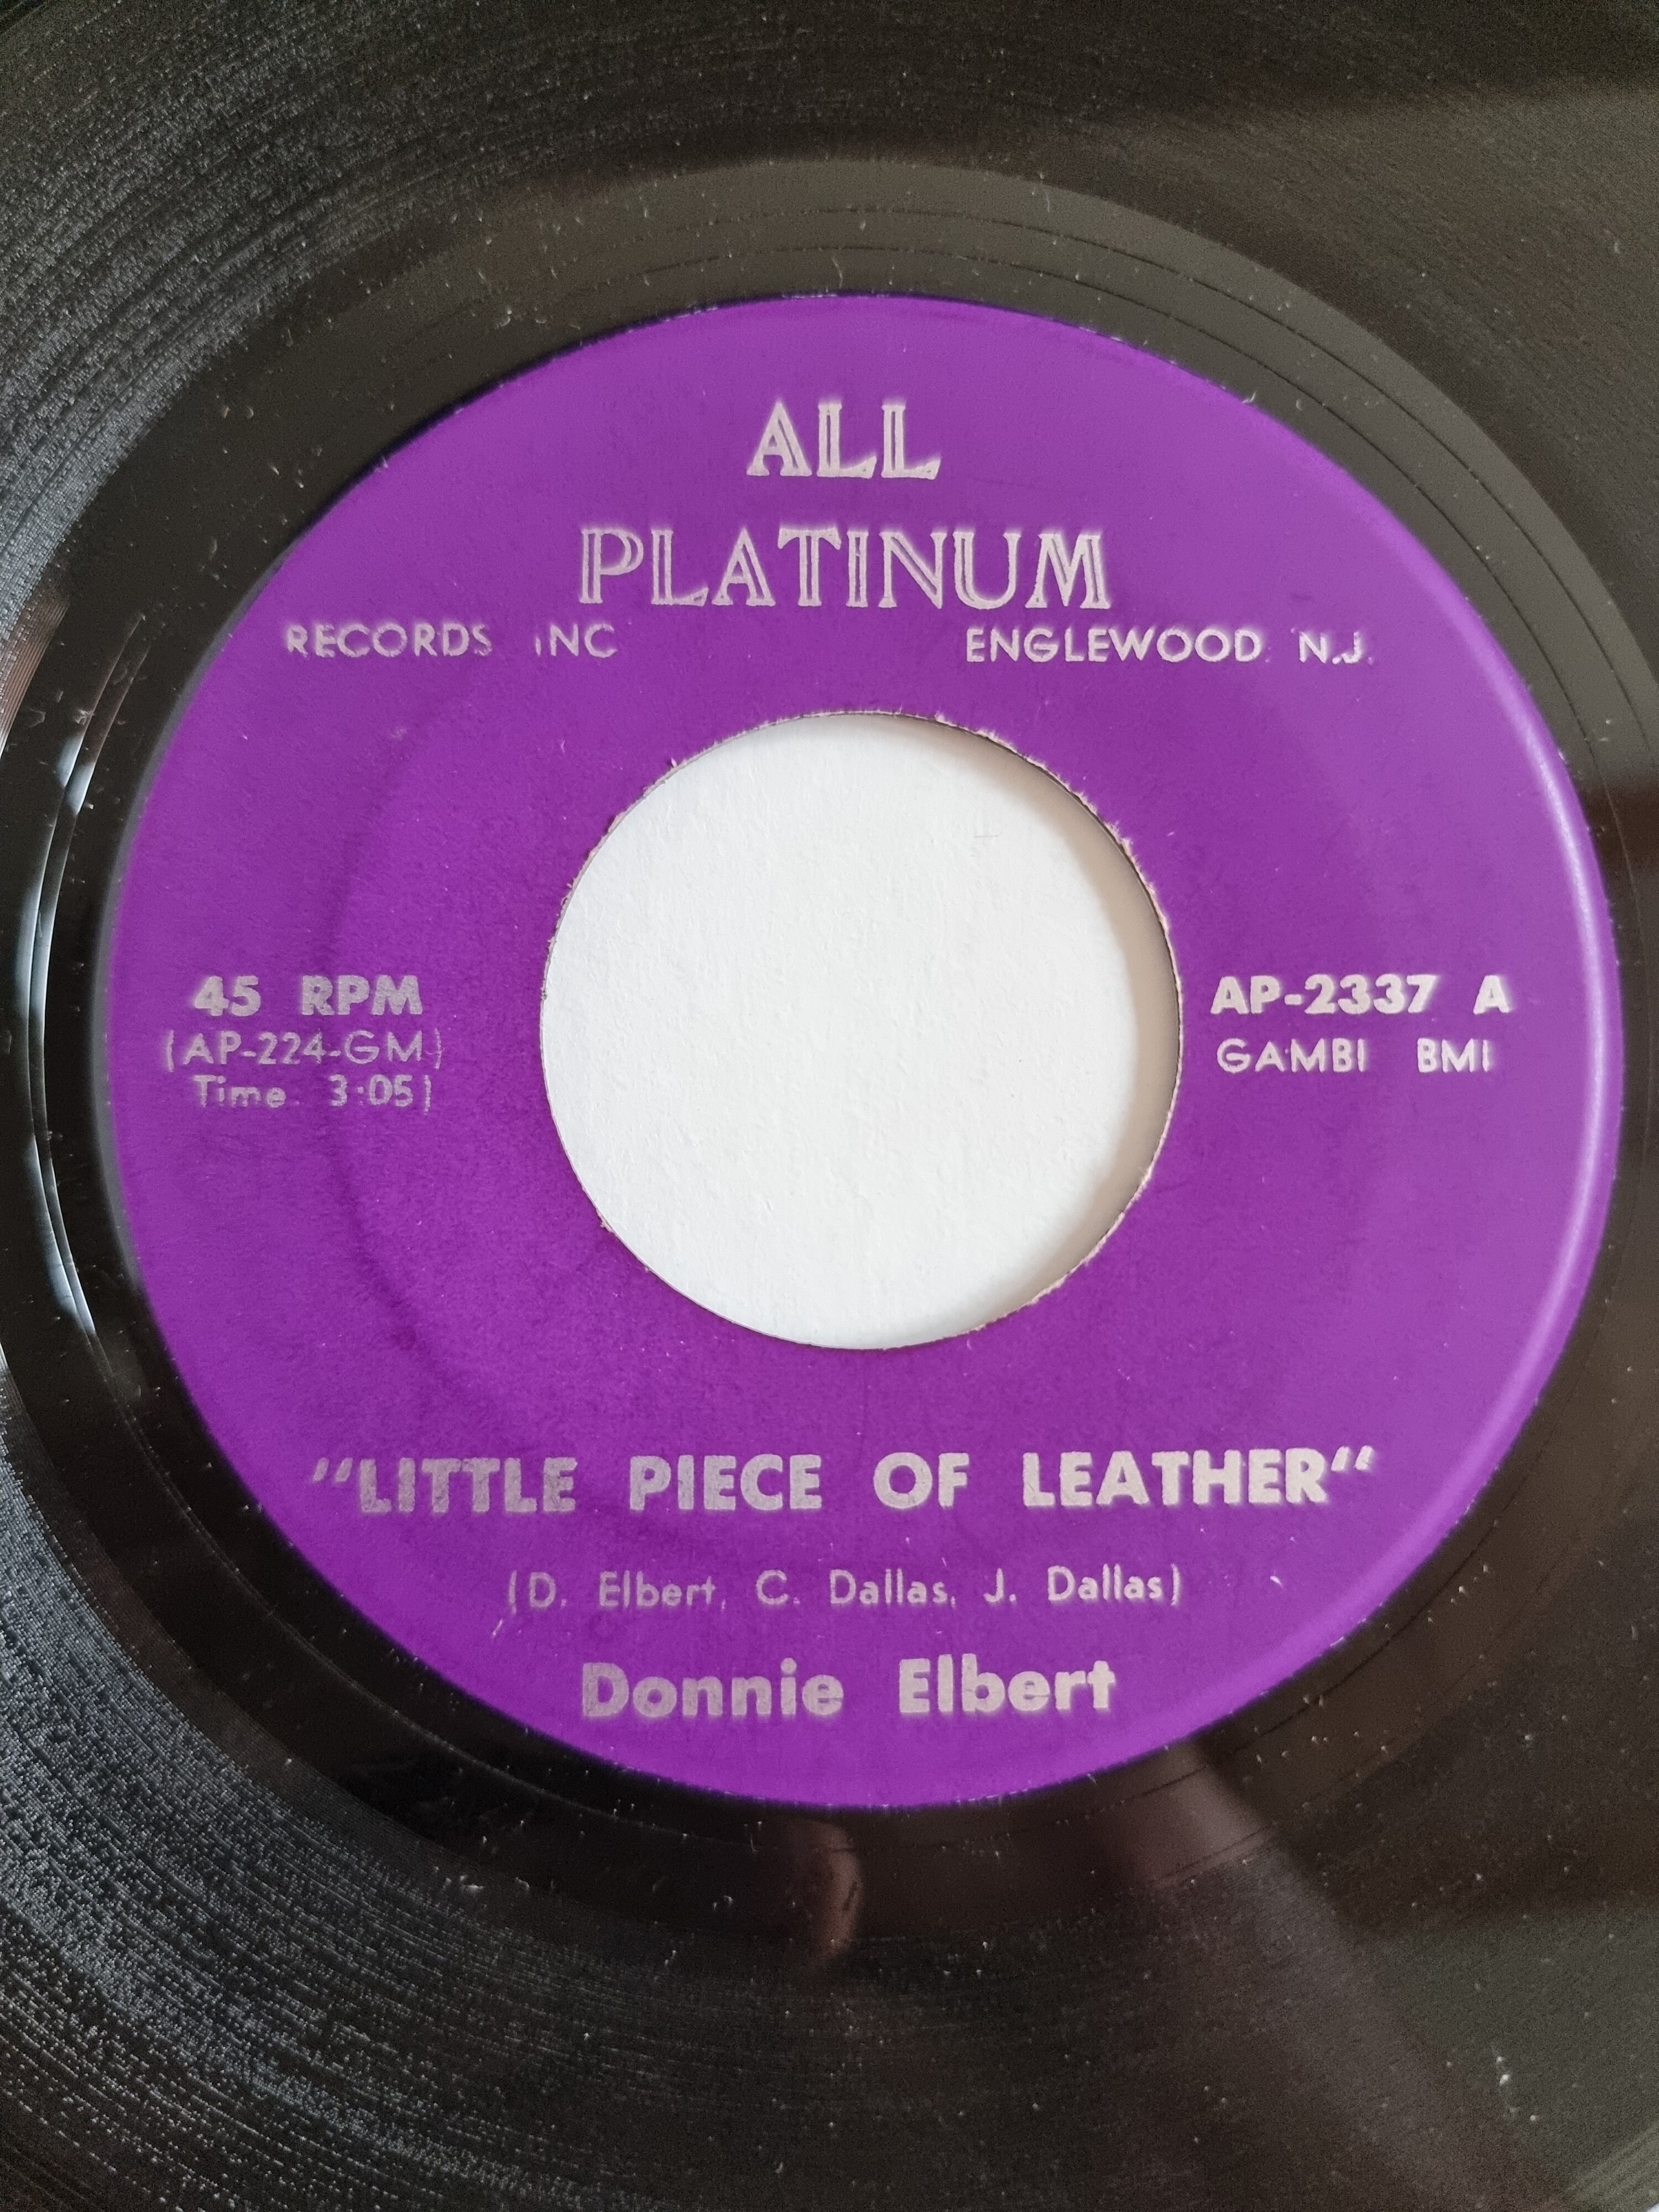 ALL
PLATINUM
RECORDS INC ENGLEWOOD N.J.
45 RPM
(AP-224-GM)
Time 3:05)
AP-2337 A
GAMBI BMI
"LITTLE PIECE OF LEATHER"
(D. Elbert, C. Dallas, J. Dallas)
Donnie Elbert